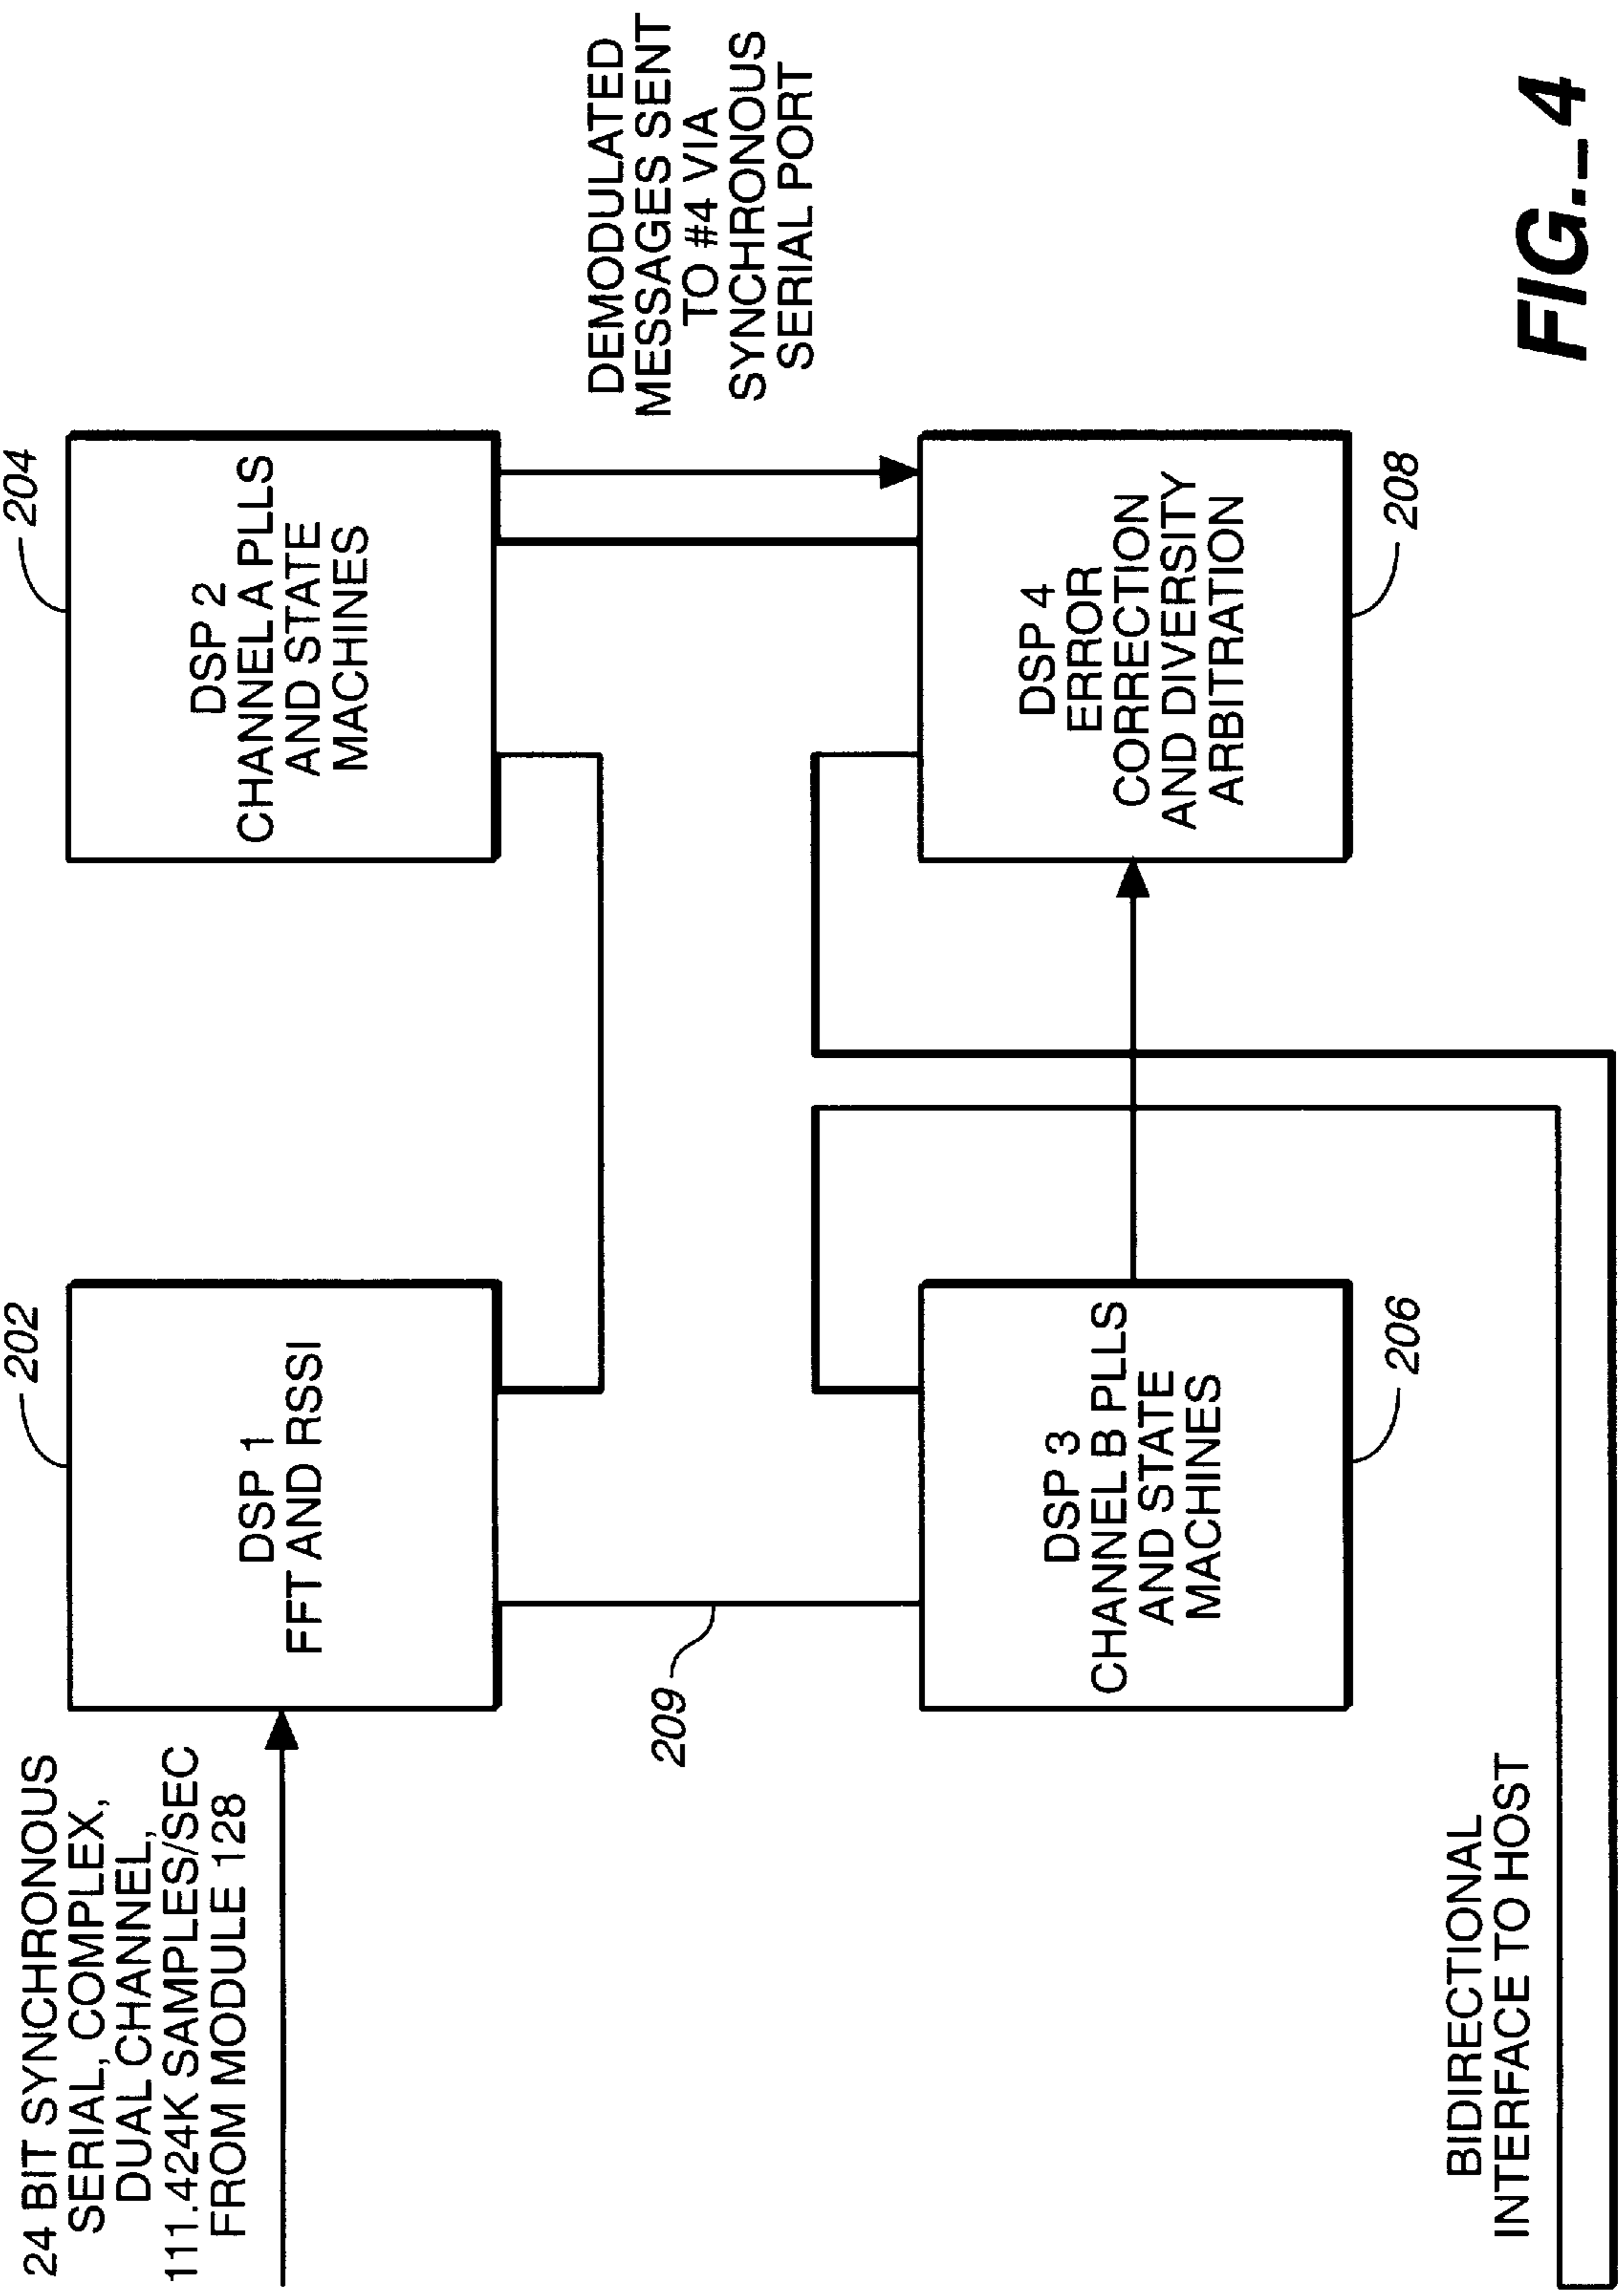 24 BIT SYNCHRONOUS
SERIAL, COMPLEX,
DUAL CHANNEL,
111.424K SAMPLES/SEC
FROM MODULE 128
202
DSP 1
FFT AND RSSI
204
DSP 2
CHANNEL A PLLS
AND STATE
MACHINES
DEMODULATED
MESSAGES SENT
TO #4 VIA
SYNCHRONOUS
SERIAL PORT
209
DSP 3
CHANNEL B PLLS
AND STATE
MACHINES
206
DSP 4
ERROR
CORRECTION
AND DIVERSITY
ARBITRATION
208
BIDIRECTIONAL
INTERFACE TO HOST
FIG._4